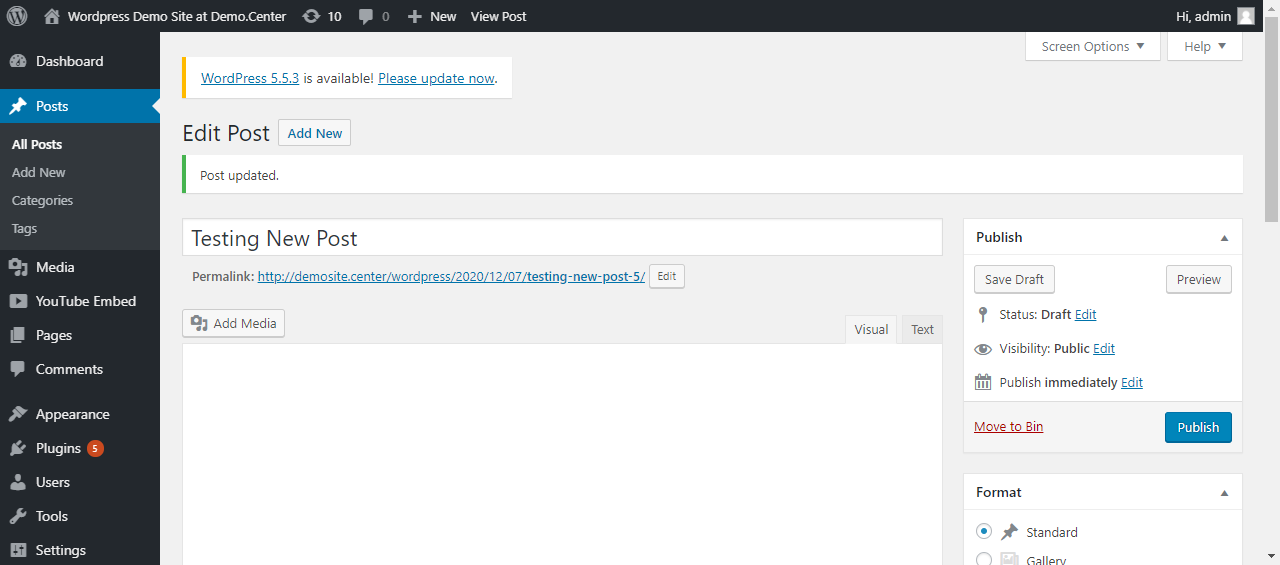 Wordpress Demo Site at Demo.Center 10 0 New View Post Hi, admin
Screen Options Help
Dashboard
Posts
All Posts
Add New
Categories
Tags
Media
YouTube Embed
Pages
Comments
Appearance
Plugins 5
Users
Tools
Settings
WordPress 5.5.3 is available! Please update now.
Edit Post Add New
Post updated.
Testing New Post
Permalink: http://demosite.center/wordpress/2020/12/07/testing-new-post-5/ Edit
Add Media
Visual Text
Publish
Save Draft Preview
Status: Draft Edit
Visibility: Public Edit
Publish immediately Edit
Move to Bin Publish
Format
Standard
Gallery